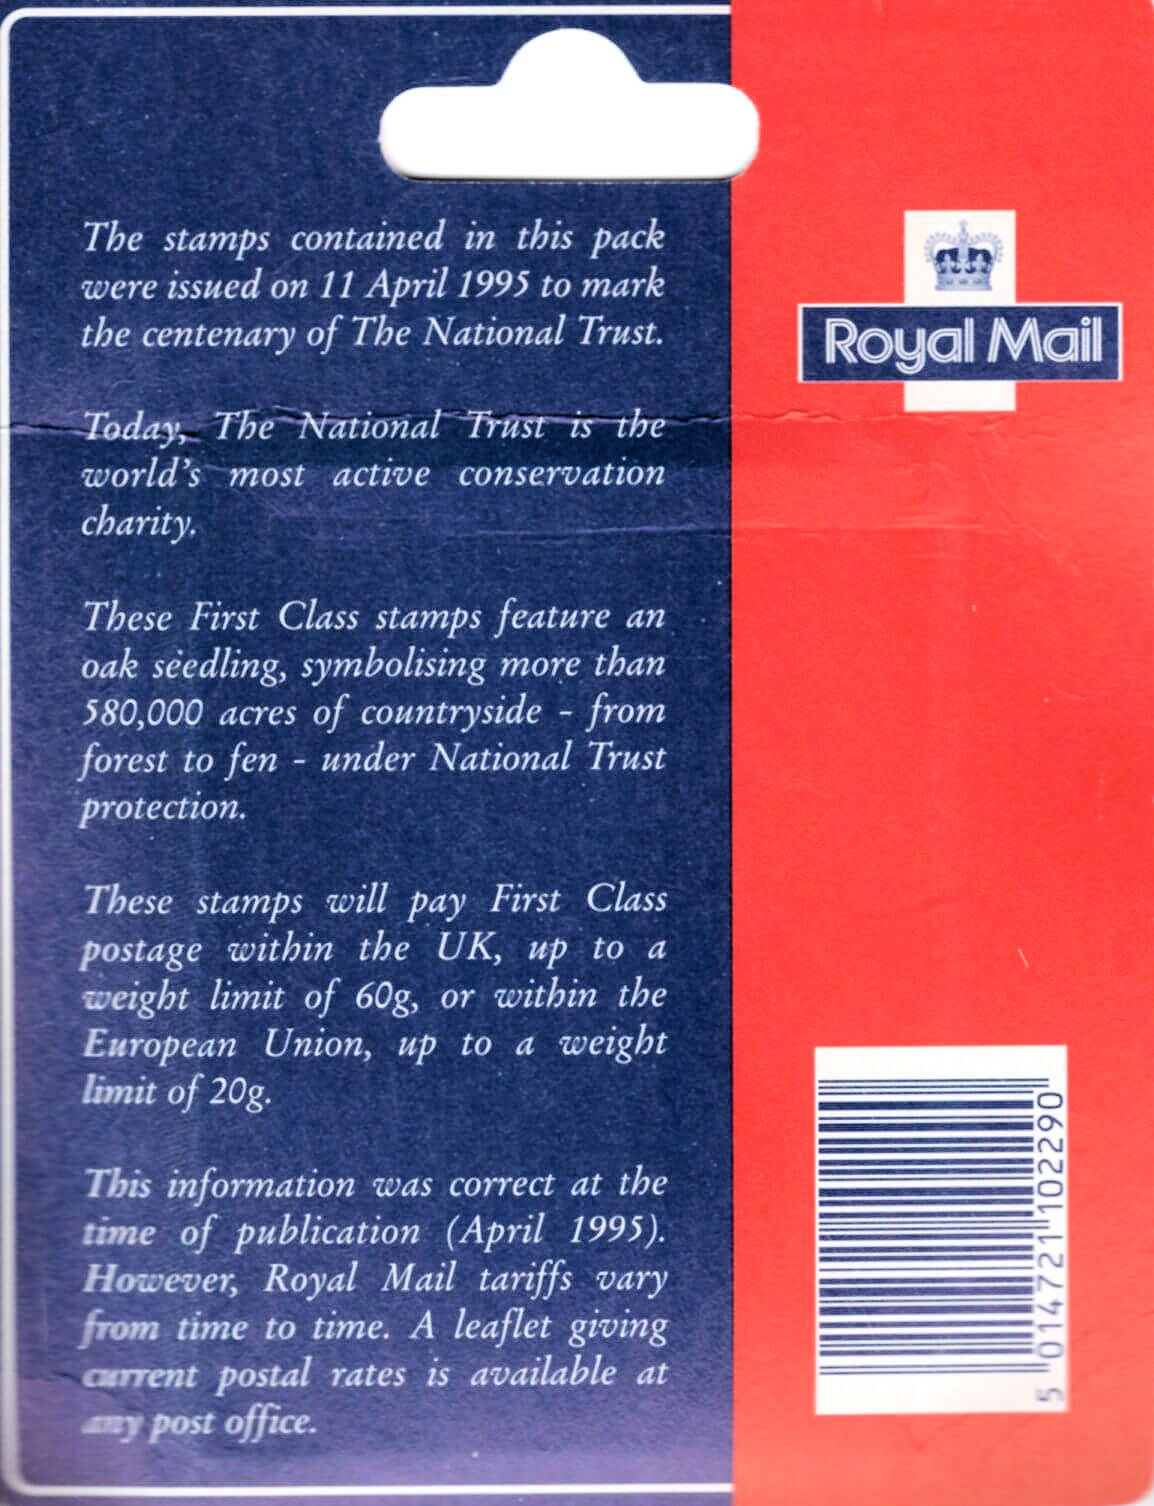 The stamps contained in this pack
were issued on 11 April 1995 to mark
the centenary of The National Trust.
Today, The National Trust is the
world's most active conservation
charity.
These First Class stamps feature an
oak seedling, symbolising more than
580,000 acres of countryside - from
forest to fen - under National Trust
protection.
These stamps will pay First Class
postage within the UK, up to a
weight limit of 60g, or within the
European Union, up to a weight
limit of 20g.
This information was correct at the
time of publication (April 1995).
However, Royal Mail tariffs vary
from time to time. A leaflet giving
current postal rates is available at
any post office.
Royal Mail
5 014721 102290